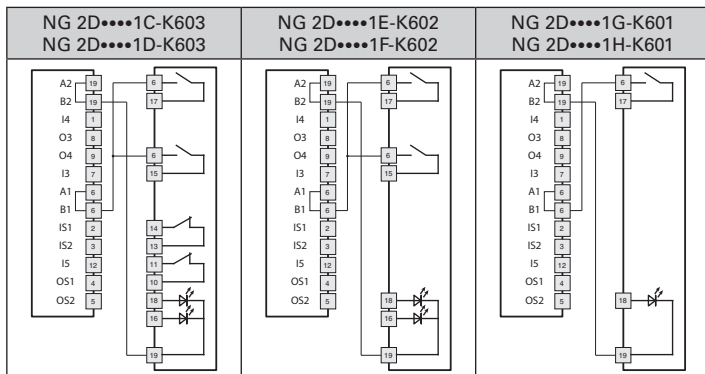 NG 2D••••1C-K603
NG 2D••••1D-K603
NG 2D••••1E-K602
NG 2D••••1F-K602
NG 2D••••1G-K601
NG 2D••••1H-K601
A2 19 6
B2 19 17
I4 1
O3 8
O4 9 6
I3 7 15
A1 6
B1 6
IS1 2 14
IS2 3 13
I5 12 11
OS1 4 10
OS2 5 18
16
19
A2 19 6
B2 19 17
I4 1
O3 8
O4 9 6
I3 7 15
A1 6
B1 6
IS1 2
IS2 3
I5 12
OS1 4
OS2 5 18
16
19
A2 19 6
B2 19 17
I4 1
O3 8
O4 9
I3 7
A1 6
B1 6
IS1 2
IS2 3
I5 12
OS1 4
OS2 5 18
19